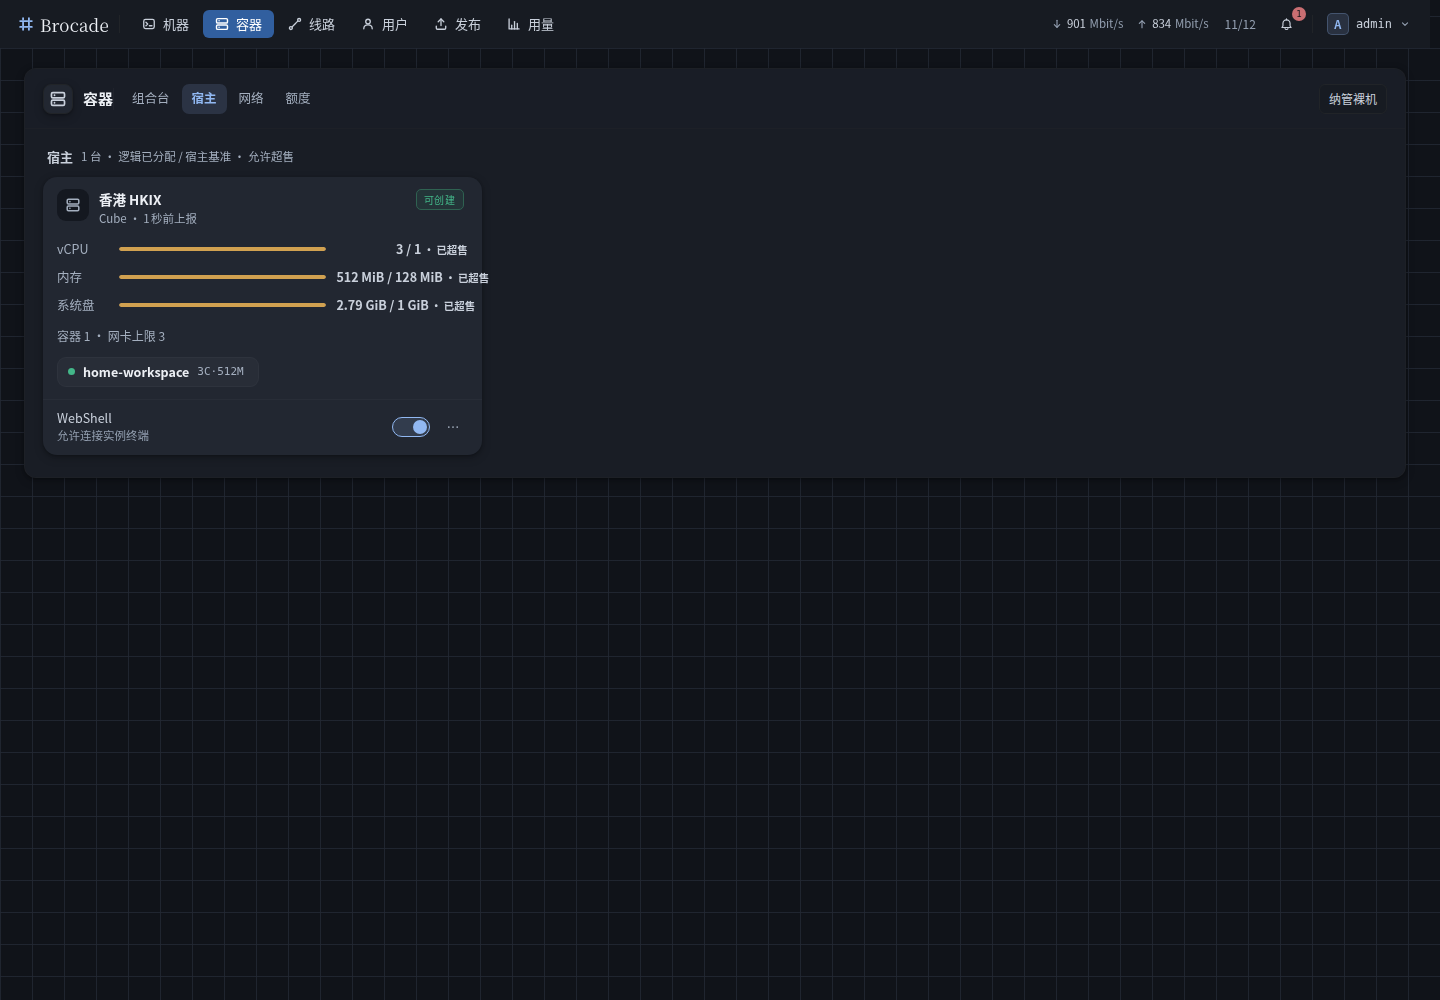 Brocade 机器 容器 线路 用户 发布 用量 ↓ 901 Mbit/s ↑ 834 Mbit/s 11/12 1 A admin
容器 组合台 宿主 网络 额度 纳管裸机
宿主 1 台 · 逻辑已分配 / 宿主基准 · 允许超售
香港 HKIX 可创建
Cube · 1秒前上报
vCPU 3 / 1 · 已超售
内存 512 MiB / 128 MiB · 已超售
系统盘 2.79 GiB / 1 GiB · 已超售
容器 1 · 网卡上限 3
home-workspace 3C·512M
WebShell
允许连接实例终端 ···